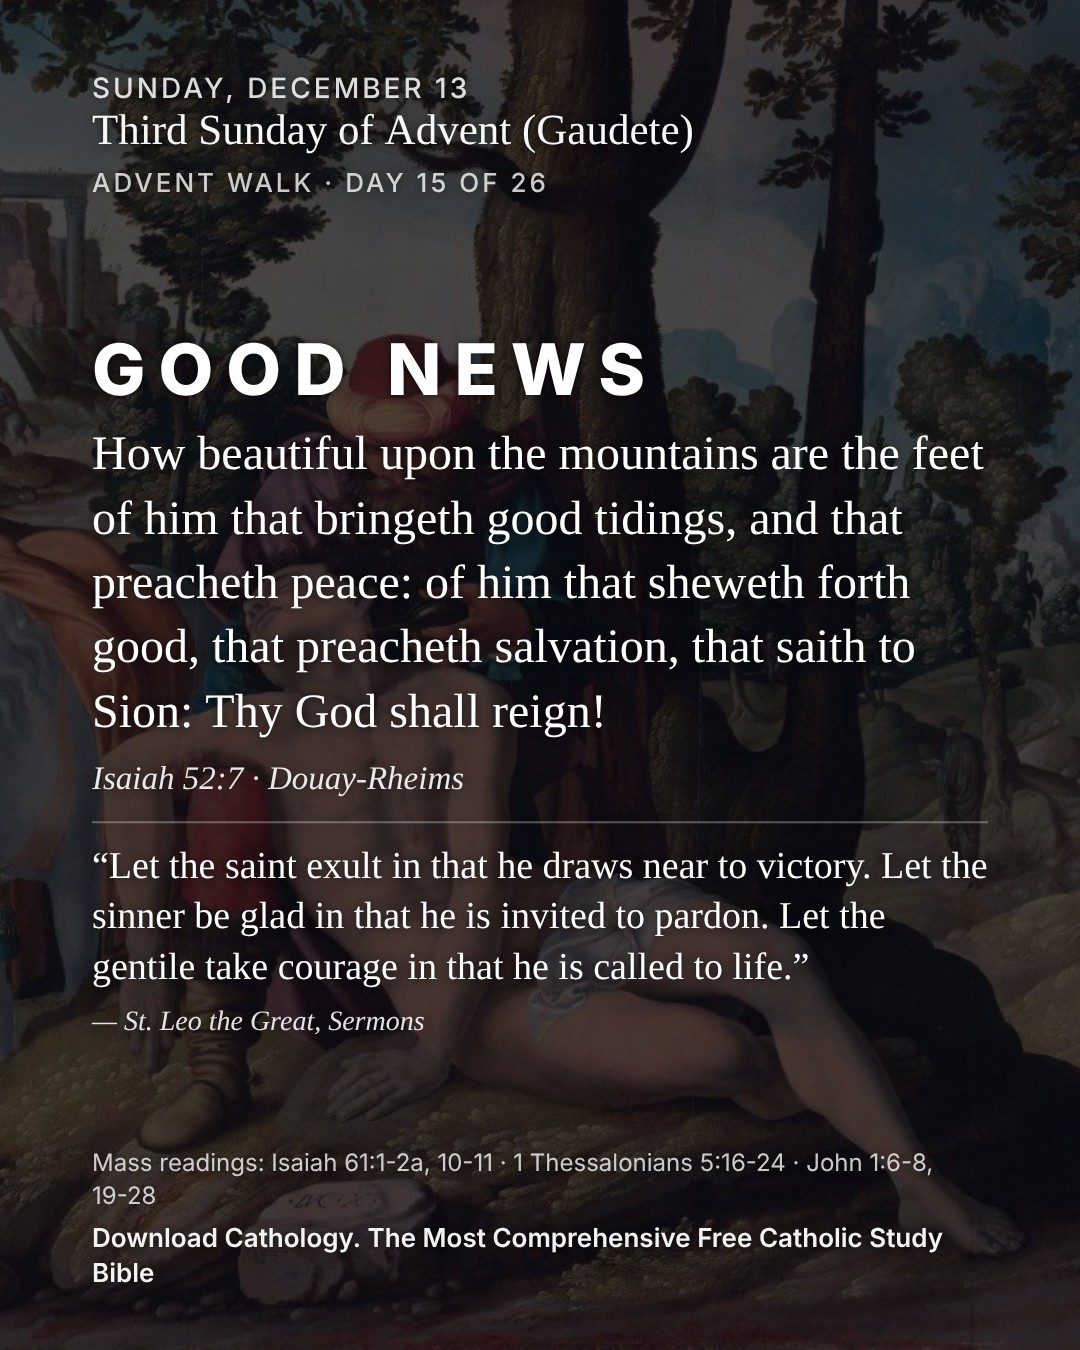 SUNDAY, DECEMBER 13
Third Sunday of Advent (Gaudete)
ADVENT WALK · DAY 15 OF 26
GOOD NEWS
How beautiful upon the mountains are the feet
of him that bringeth good tidings, and that
preacheth peace: of him that sheweth forth
good, that preacheth salvation, that saith to
Sion: Thy God shall reign!
Isaiah 52:7 · Douay-Rheims
“Let the saint exult in that he draws near to victory. Let the
sinner be glad in that he is invited to pardon. Let the
gentile take courage in that he is called to life.”
— St. Leo the Great, Sermons
Mass readings: Isaiah 61:1-2a, 10-11 · 1 Thessalonians 5:16-24 · John 1:6-8,
19-28
Download Cathology. The Most Comprehensive Free Catholic Study
Bible